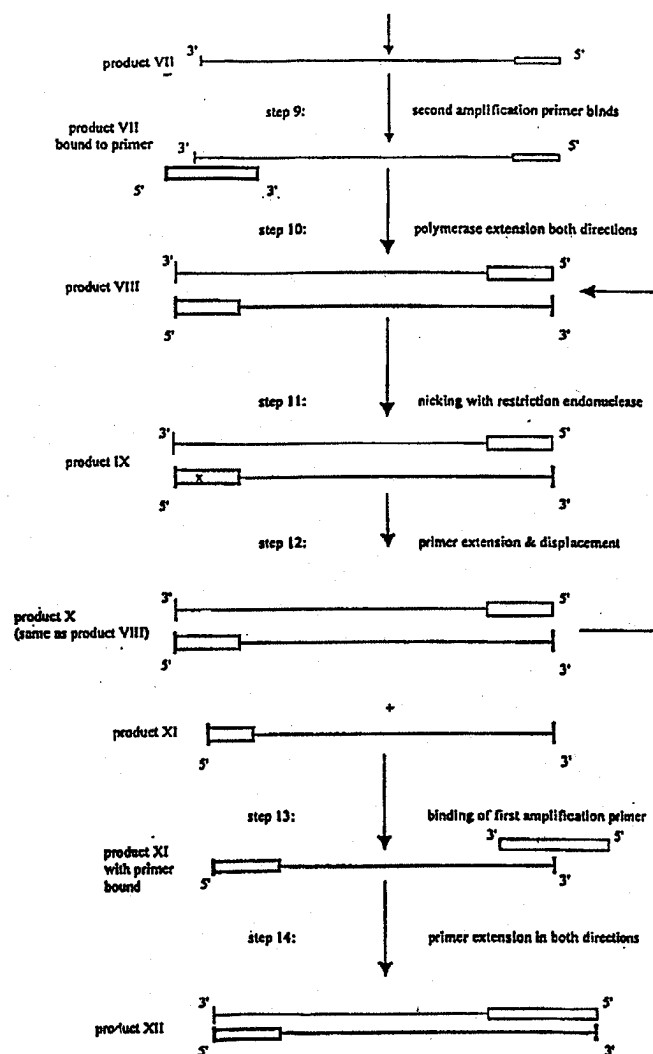 3'
5'
product VII
step 9: second amplification primer binds
product VII
bound to primer
3'
5'
5'
3'
step 10: polymerase extension both directions
3'
5'
product VIII
5'
3'
step 11: nicking with restriction endonuclease
3'
5'
product IX
x
5'
3'
step 12: primer extension & displacement
3'
5'
product X
(same as product VIII)
5'
3'
+
product XI
5'
3'
step 13: binding of first amplification primer
3'
5'
product XI
with primer
bound
5'
3'
step 14: primer extension in both directions
3'
5'
product XII
5'
3'